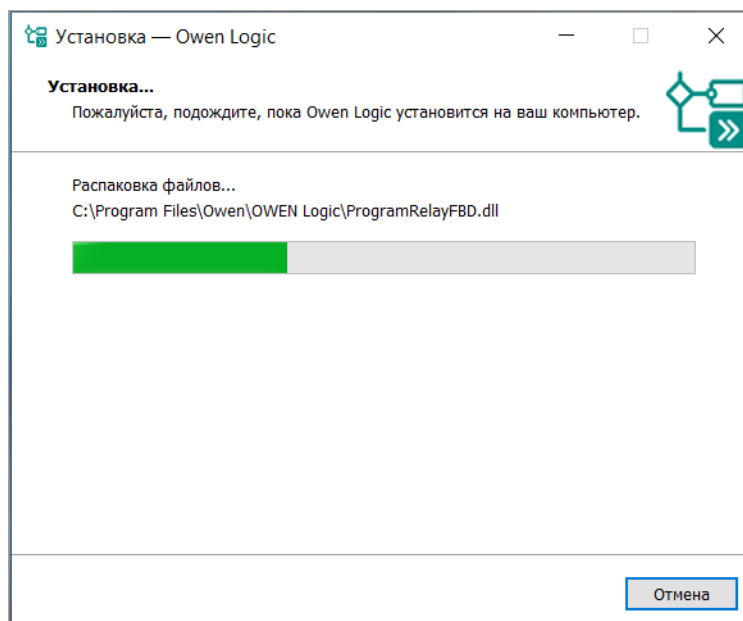 Установка — Owen Logic
Установка...
Пожалуйста, подождите, пока Owen Logic установится на ваш компьютер.
Распаковка файлов...
C:\Program Files\Owen\OWEN Logic\ProgramRelayFBD.dll
Отмена